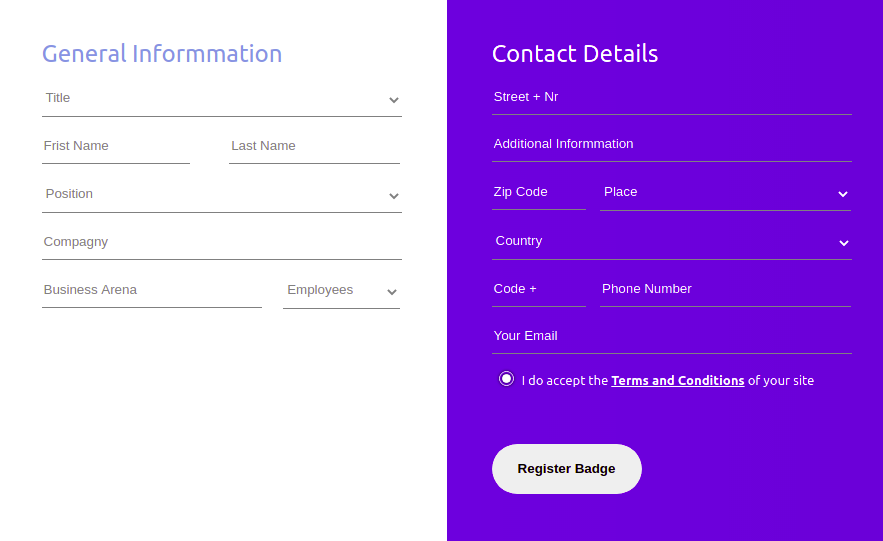 General Informmation
Title
Frist Name
Last Name
Position
Compagny
Business Arena
Employees
Contact Details
Street + Nr
Additional Informmation
Zip Code
Place
Country
Code +
Phone Number
Your Email
I do accept the Terms and Conditions of your site
Register Badge